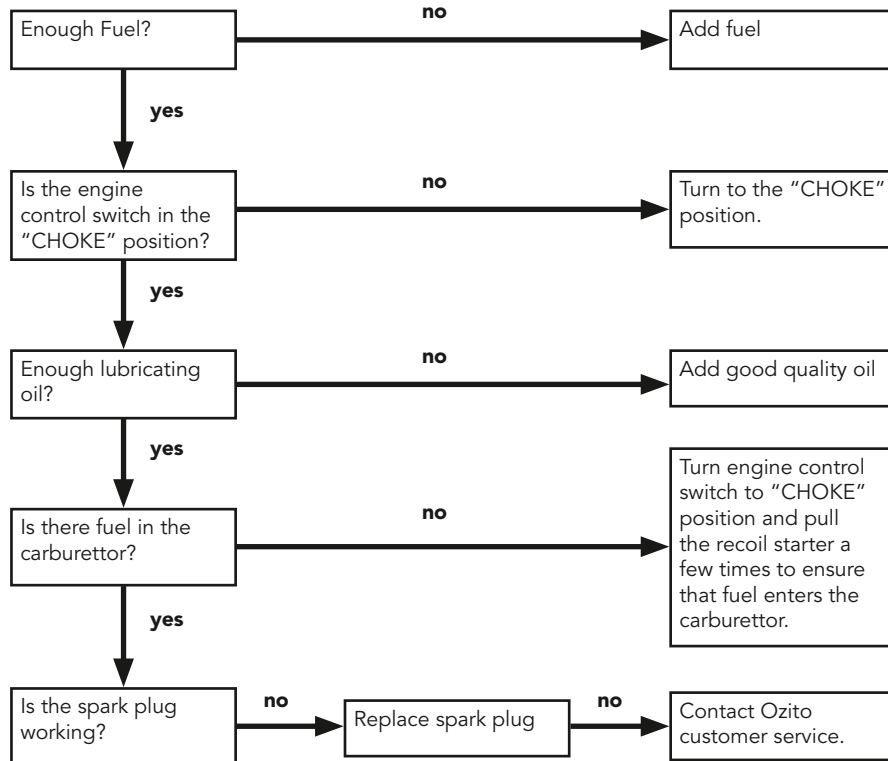 Enough Fuel?
no
Add fuel
yes
Is the engine
control switch in the
“CHOKE” position?
no
Turn to the “CHOKE”
position.
yes
Enough lubricating
oil?
no
Add good quality oil
yes
Is there fuel in the
carburettor?
no
Turn engine control
switch to “CHOKE”
position and pull
the recoil starter a
few times to ensure
that fuel enters the
carburettor.
yes
Is the spark plug
working?
no
Replace spark plug
no
Contact Ozito
customer service.